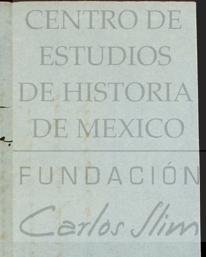 CENTRO DE
ESTUDIOS
DE HISTORIA
DE MEXICO
FUNDACIÓN
Carlos Slim